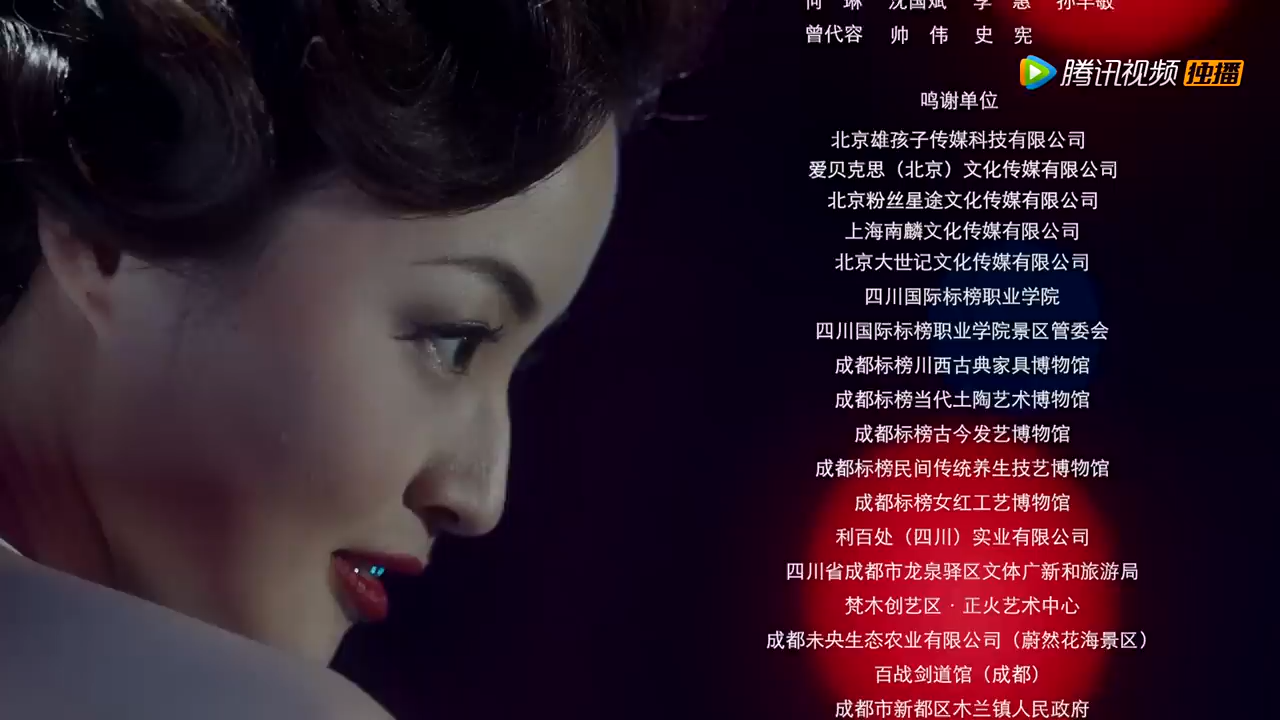 何 琳 沈国斌 李 慧 孙丰敏
曾代容 帅 伟 史 宪
腾讯视频 独播
鸣谢单位
北京雄孩子传媒科技有限公司
爱贝克思（北京）文化传媒有限公司
北京粉丝星途文化传媒有限公司
上海南麟文化传媒有限公司
北京大世记文化传媒有限公司
四川国际标榜职业学院
四川国际标榜职业学院景区管委会
成都标榜川西古典家具博物馆
成都标榜当代土陶艺术博物馆
成都标榜古今发艺博物馆
成都标榜民间传统养生技艺博物馆
成都标榜女红工艺博物馆
利百处（四川）实业有限公司
四川省成都市龙泉驿区文体广新和旅游局
梵木创艺区·正火艺术中心
成都未央生态农业有限公司（蔚然花海景区）
百战剑道馆（成都）
成都市新都区木兰镇人民政府